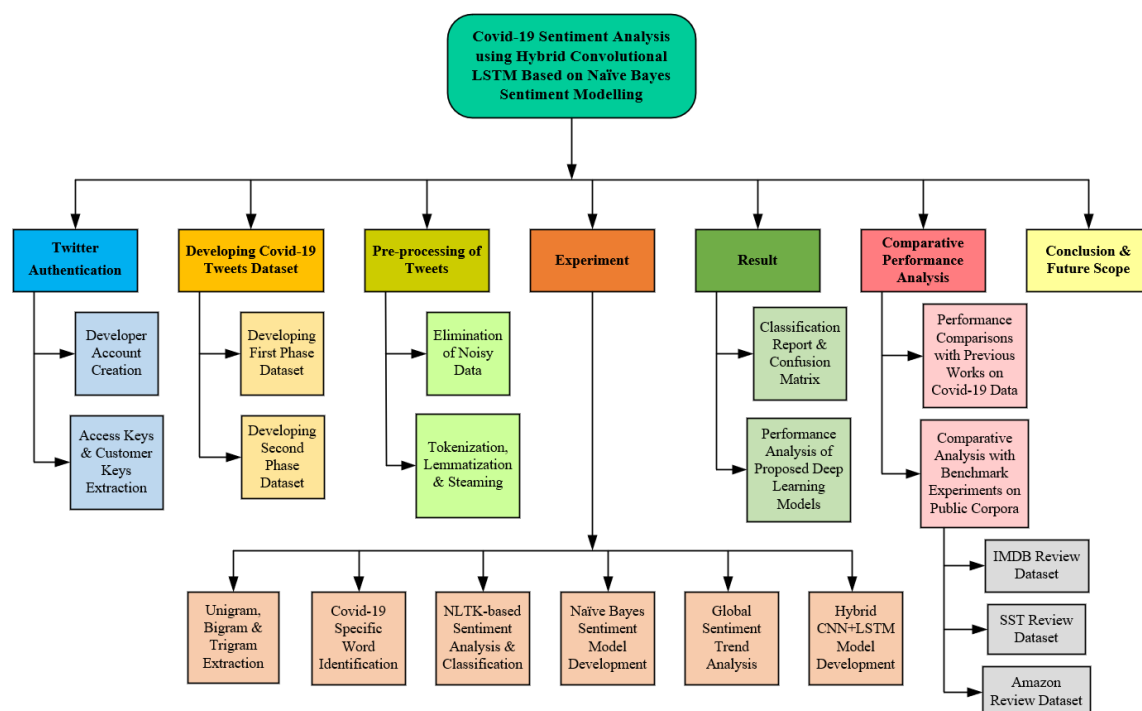 Covid-19 Sentiment Analysis
using Hybrid Convolutional
LSTM Based on Naïve Bayes
Sentiment Modelling
Twitter
Authentication
Developing Covid-19
Tweets Dataset
Pre-processing of
Tweets
Experiment
Result
Comparative
Performance
Analysis
Conclusion &
Future Scope
Developer
Account
Creation
Access Keys
& Customer
Keys
Extraction
Developing
First Phase
Dataset
Developing
Second
Phase
Dataset
Elimination
of Noisy
Data
Tokenization,
Lemmatization
& Steaming
Classification
Report &
Confusion
Matrix
Performance
Analysis of
Proposed Deep
Learning
Models
Performance
Comparisons
with Previous
Works on
Covid-19 Data
Comparative
Analysis with
Benchmark
Experiments on
Public Corpora
IMDB Review
Dataset
SST Review
Dataset
Amazon
Review Dataset
Unigram,
Bigram &
Trigram
Extraction
Covid-19
Specific
Word
Identification
NLTK-based
Sentiment
Analysis &
Classification
Naïve Bayes
Sentiment
Model
Development
Global
Sentiment
Trend
Analysis
Hybrid
CNN+LSTM
Model
Development